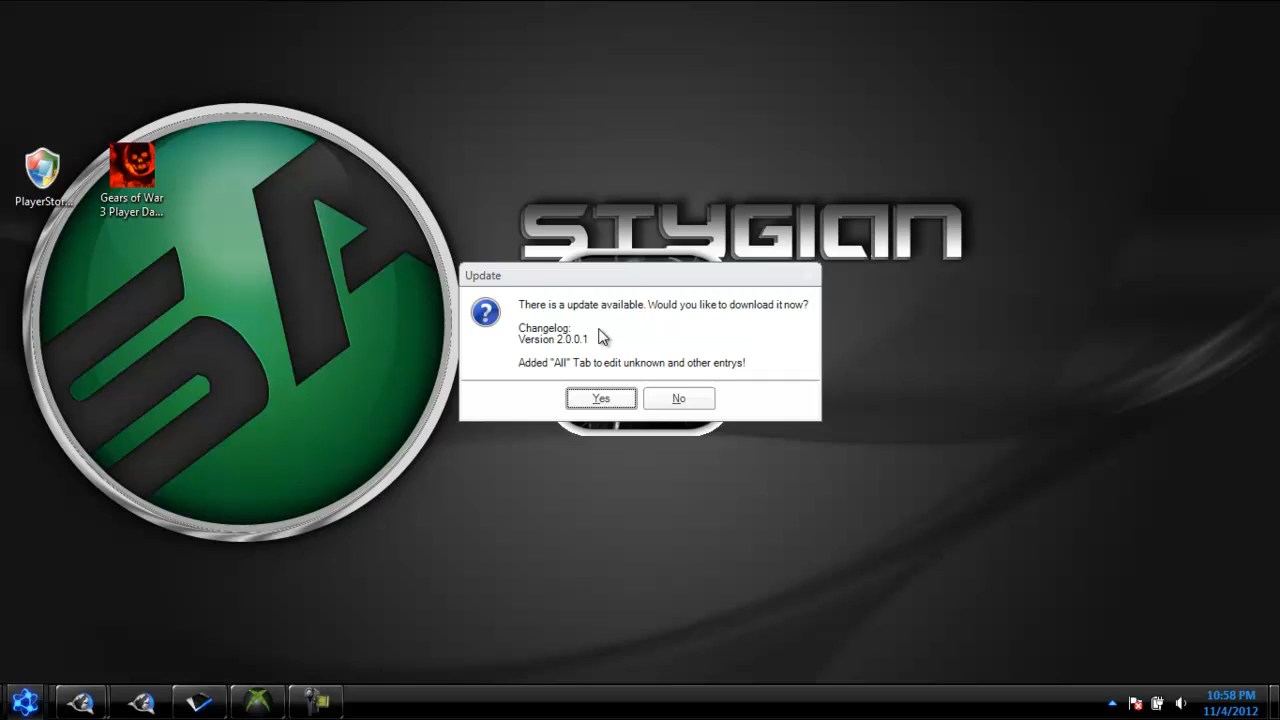 STYGIAN
PlayerStor...
Gears of War
3 Player Da...
Update
There is a update available. Would you like to download it now?
Changelog:
Version 2.0.0.1
Added "All" Tab to edit unknown and other entrys!
Yes
No
10:58 PM
11/4/2012